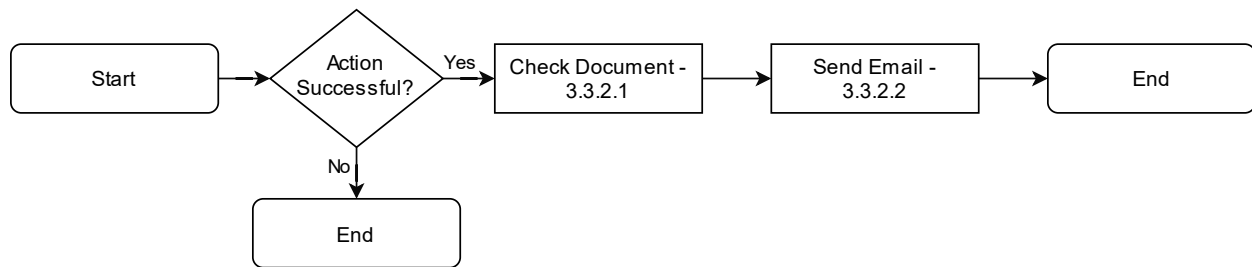 Start
Action
Successful?
Yes
Check Document -
3.3.2.1
Send Email -
3.3.2.2
End
No
End